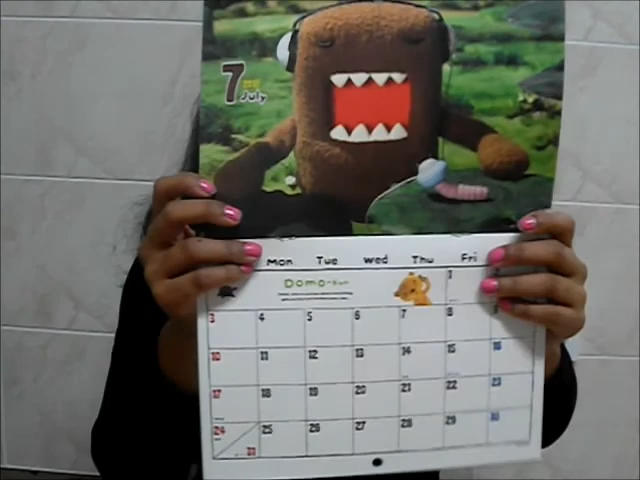 7
July
Mon Tue Wed Thu Fri
Domo-kun
1
3 4 5 6 7 8
10 11 12 13 14 15 16
17 18 19 20 21 22 23
24 25 26 27 28 29 30
31